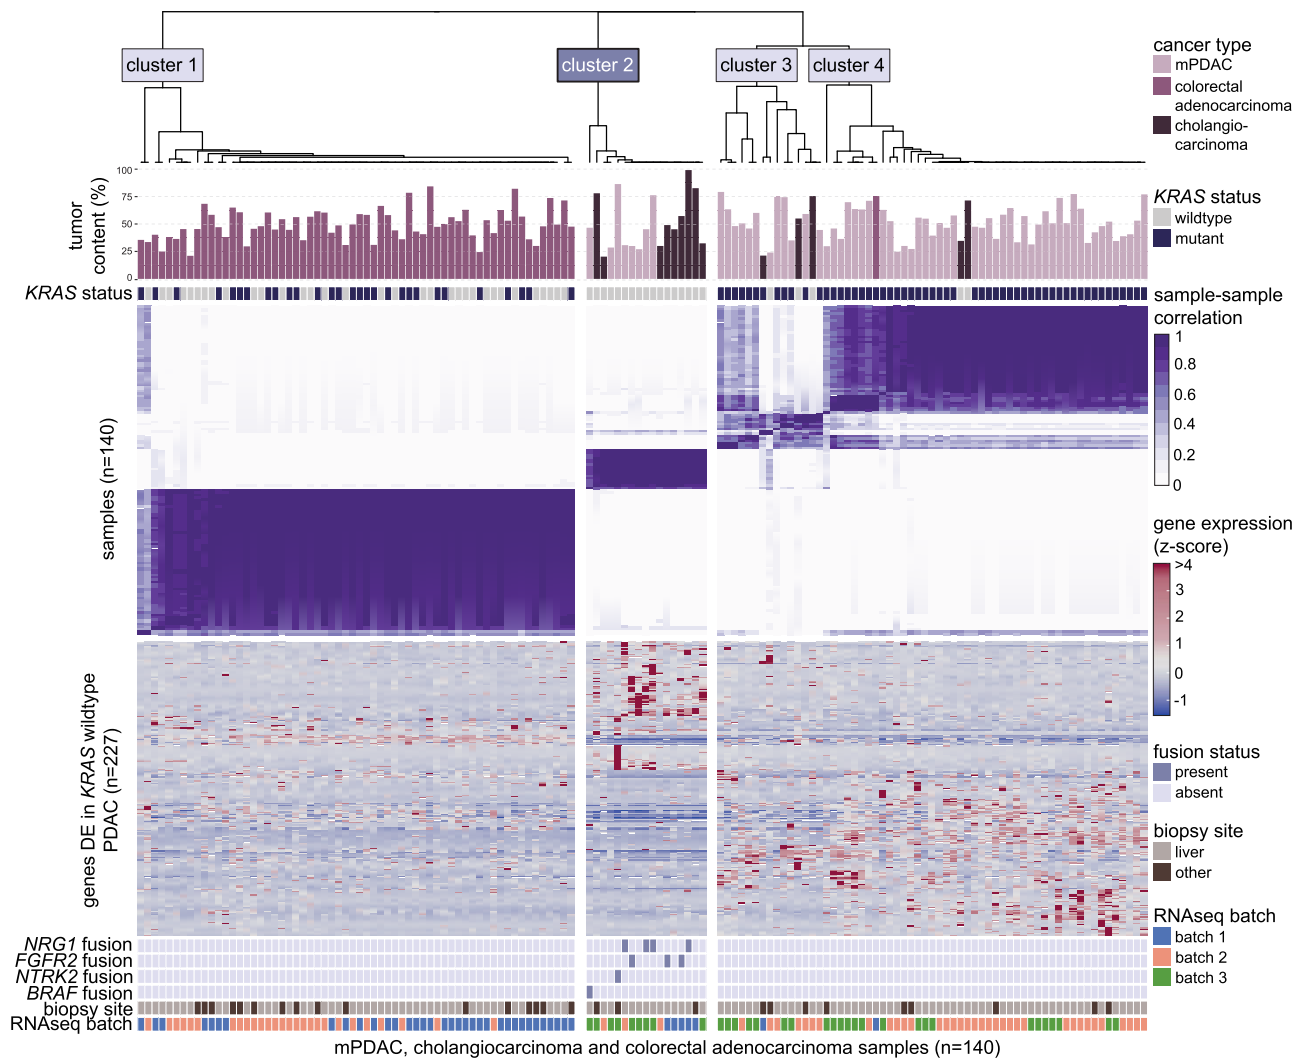 cluster 1
cluster 2
cluster 3
cluster 4
cancer type
mPDAC
colorectal
adenocarcinoma
cholangio-
carcinoma
KRAS status
wildtype
mutant
tumor
content (%)
100
75
50
25
0
KRAS status
sample-sample
correlation
1
0.8
0.6
0.4
0.2
0
samples (n=140)
gene expression
(z-score)
>4
3
2
1
0
-1
genes DE in KRAS wildtype
PDAC (n=227)
fusion status
present
absent
biopsy site
liver
other
RNAseq batch
batch 1
batch 2
batch 3
NRG1 fusion
FGFR2 fusion
NTRK2 fusion
BRAF fusion
biopsy site
RNAseq batch
mPDAC, cholangiocarcinoma and colorectal adenocarcinoma samples (n=140)